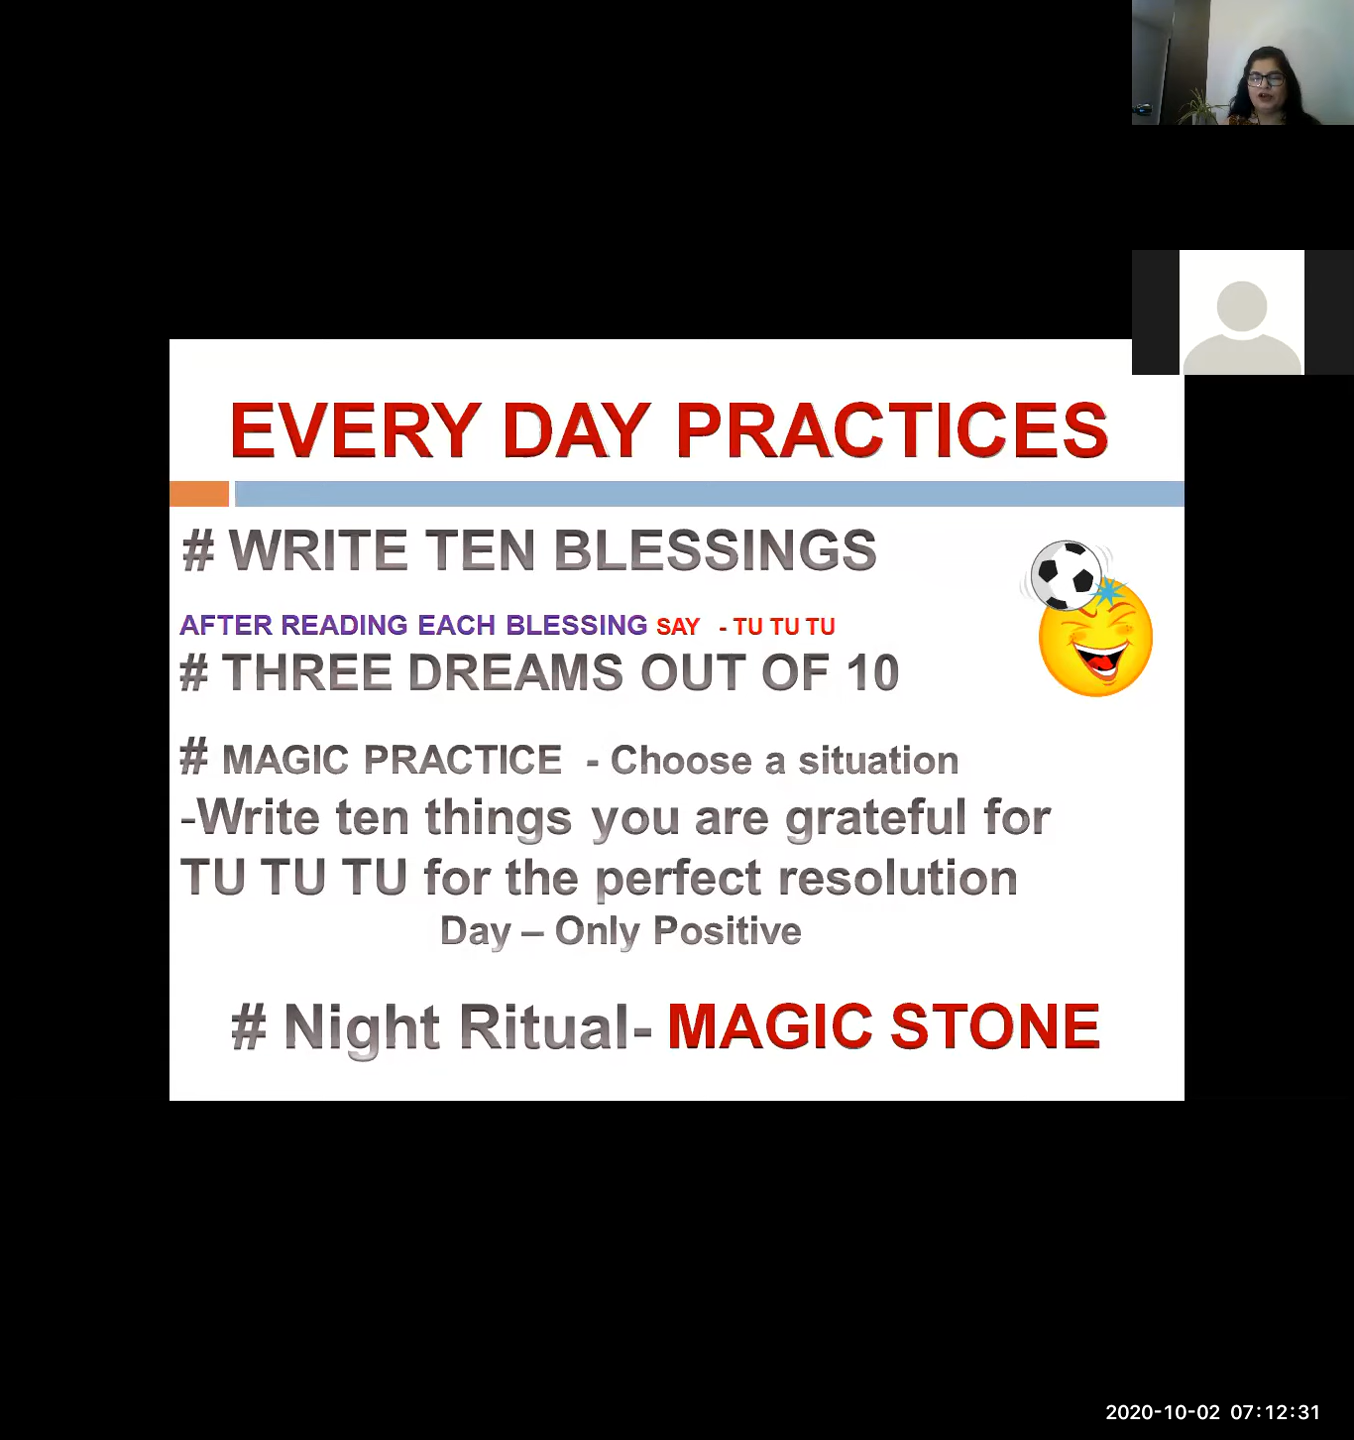 EVERY DAY PRACTICES
# WRITE TEN BLESSINGS
AFTER READING EACH BLESSING SAY - TU TU TU
# THREE DREAMS OUT OF 10
# MAGIC PRACTICE - Choose a situation
-Write ten things you are grateful for
TU TU TU for the perfect resolution
Day – Only Positive
# Night Ritual- MAGIC STONE
2020-10-02 07:12:31